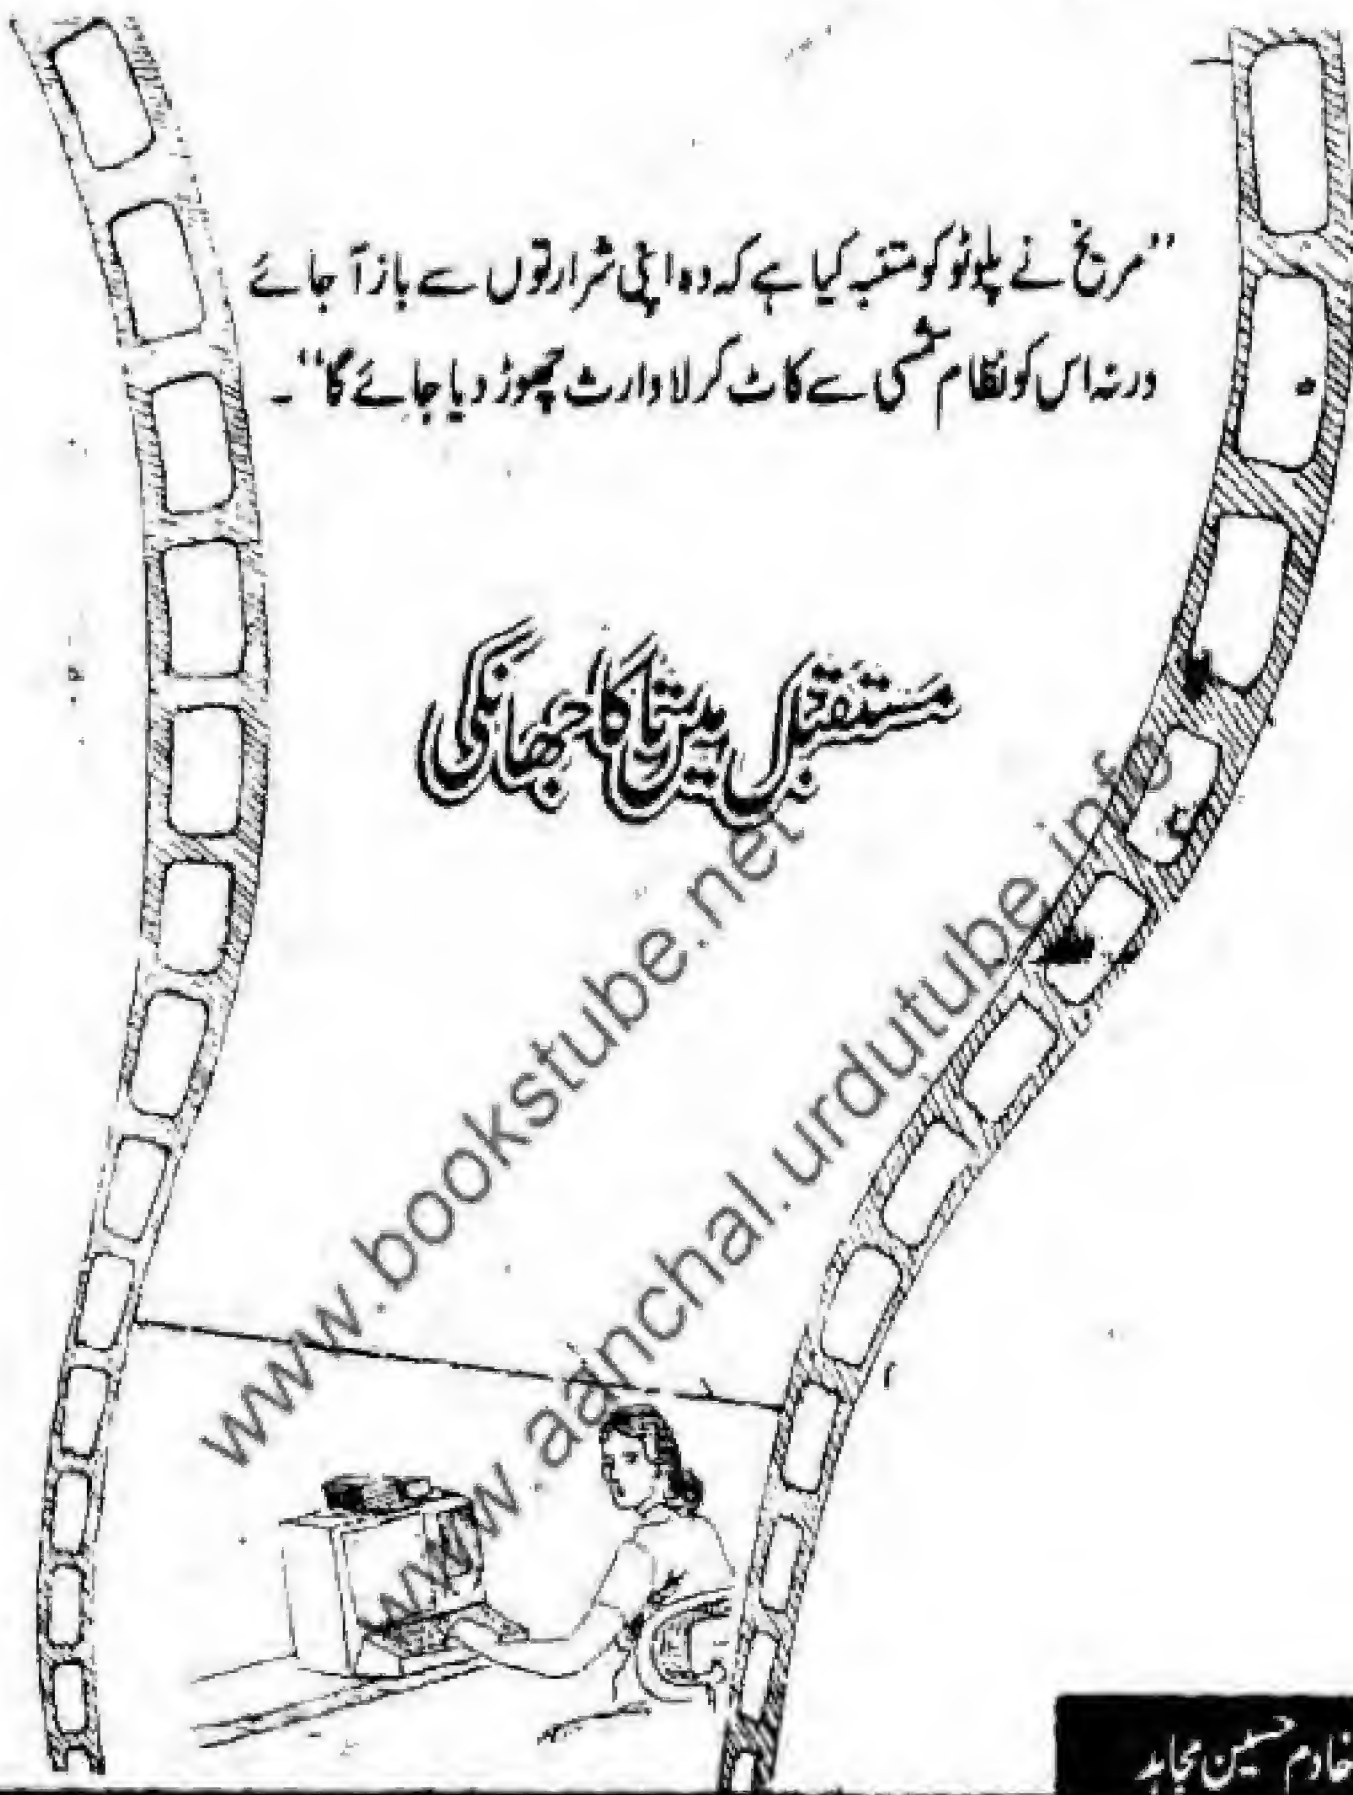 ”مریخ نے پلوٹو کو متنبہ کیا ہے کہ وہ اپنی شرارتوں سے باز آ جائے
ورنہ اس کو نظام شمسی سے کاٹ کر لاوارث چھوڑ دیا جائے گا“۔
مستقبل میں تاکا جھانکی
www.bookstube.net
www.aanchal.urdutube.info
خادم حسین مجاہد